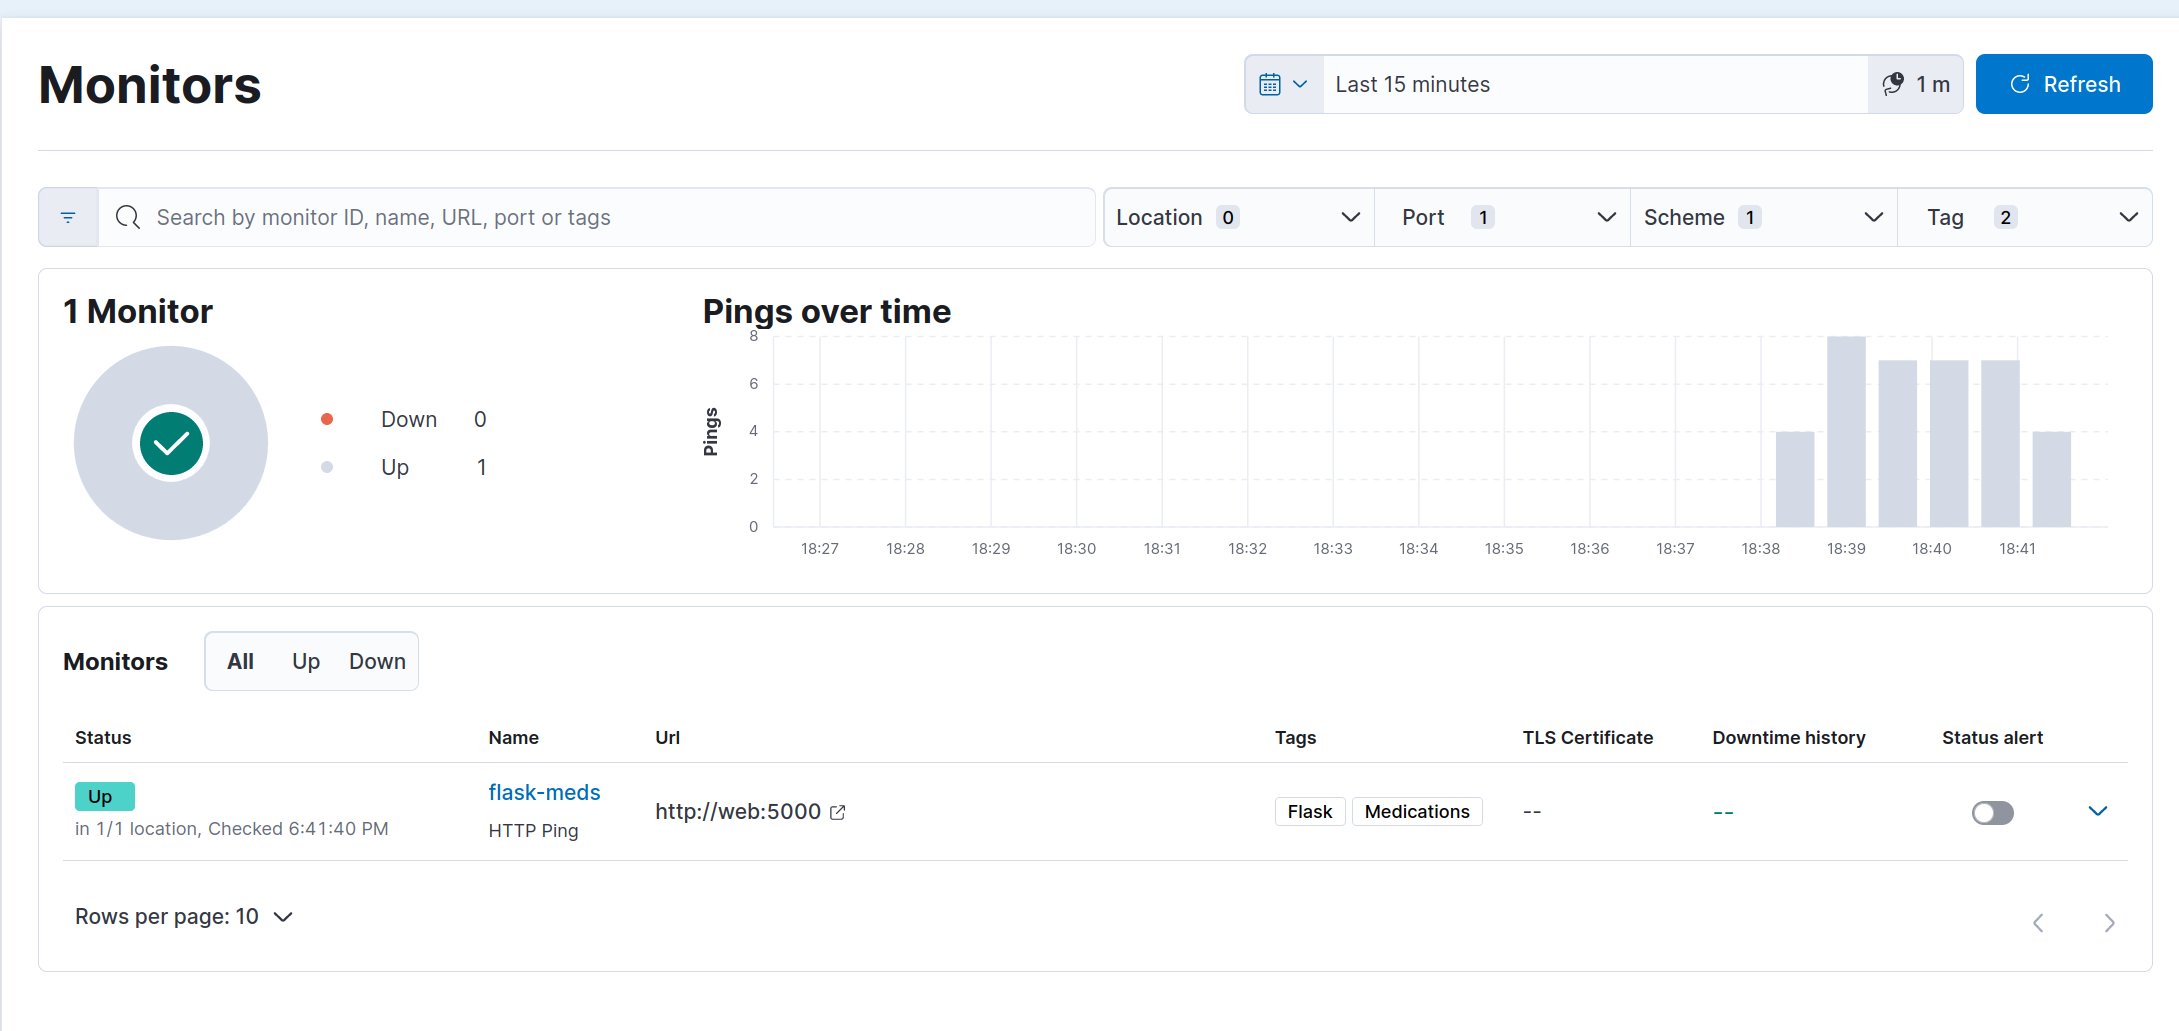 Monitors
Last 15 minutes
1 m
Refresh
Search by monitor ID, name, URL, port or tags
Location 0
Port 1
Scheme 1
Tag 2
1 Monitor
Down 0
Up 1
Pings over time
Pings
8
6
4
2
0
18:27 18:28 18:29 18:30 18:31 18:32 18:33 18:34 18:35 18:36 18:37 18:38 18:39 18:40 18:41
Monitors
All Up Down
Status Name Url Tags TLS Certificate Downtime history Status alert
Up
in 1/1 location, Checked 6:41:40 PM
flask-meds
HTTP Ping
http://web:5000
Flask Medications
-- --
Rows per page: 10